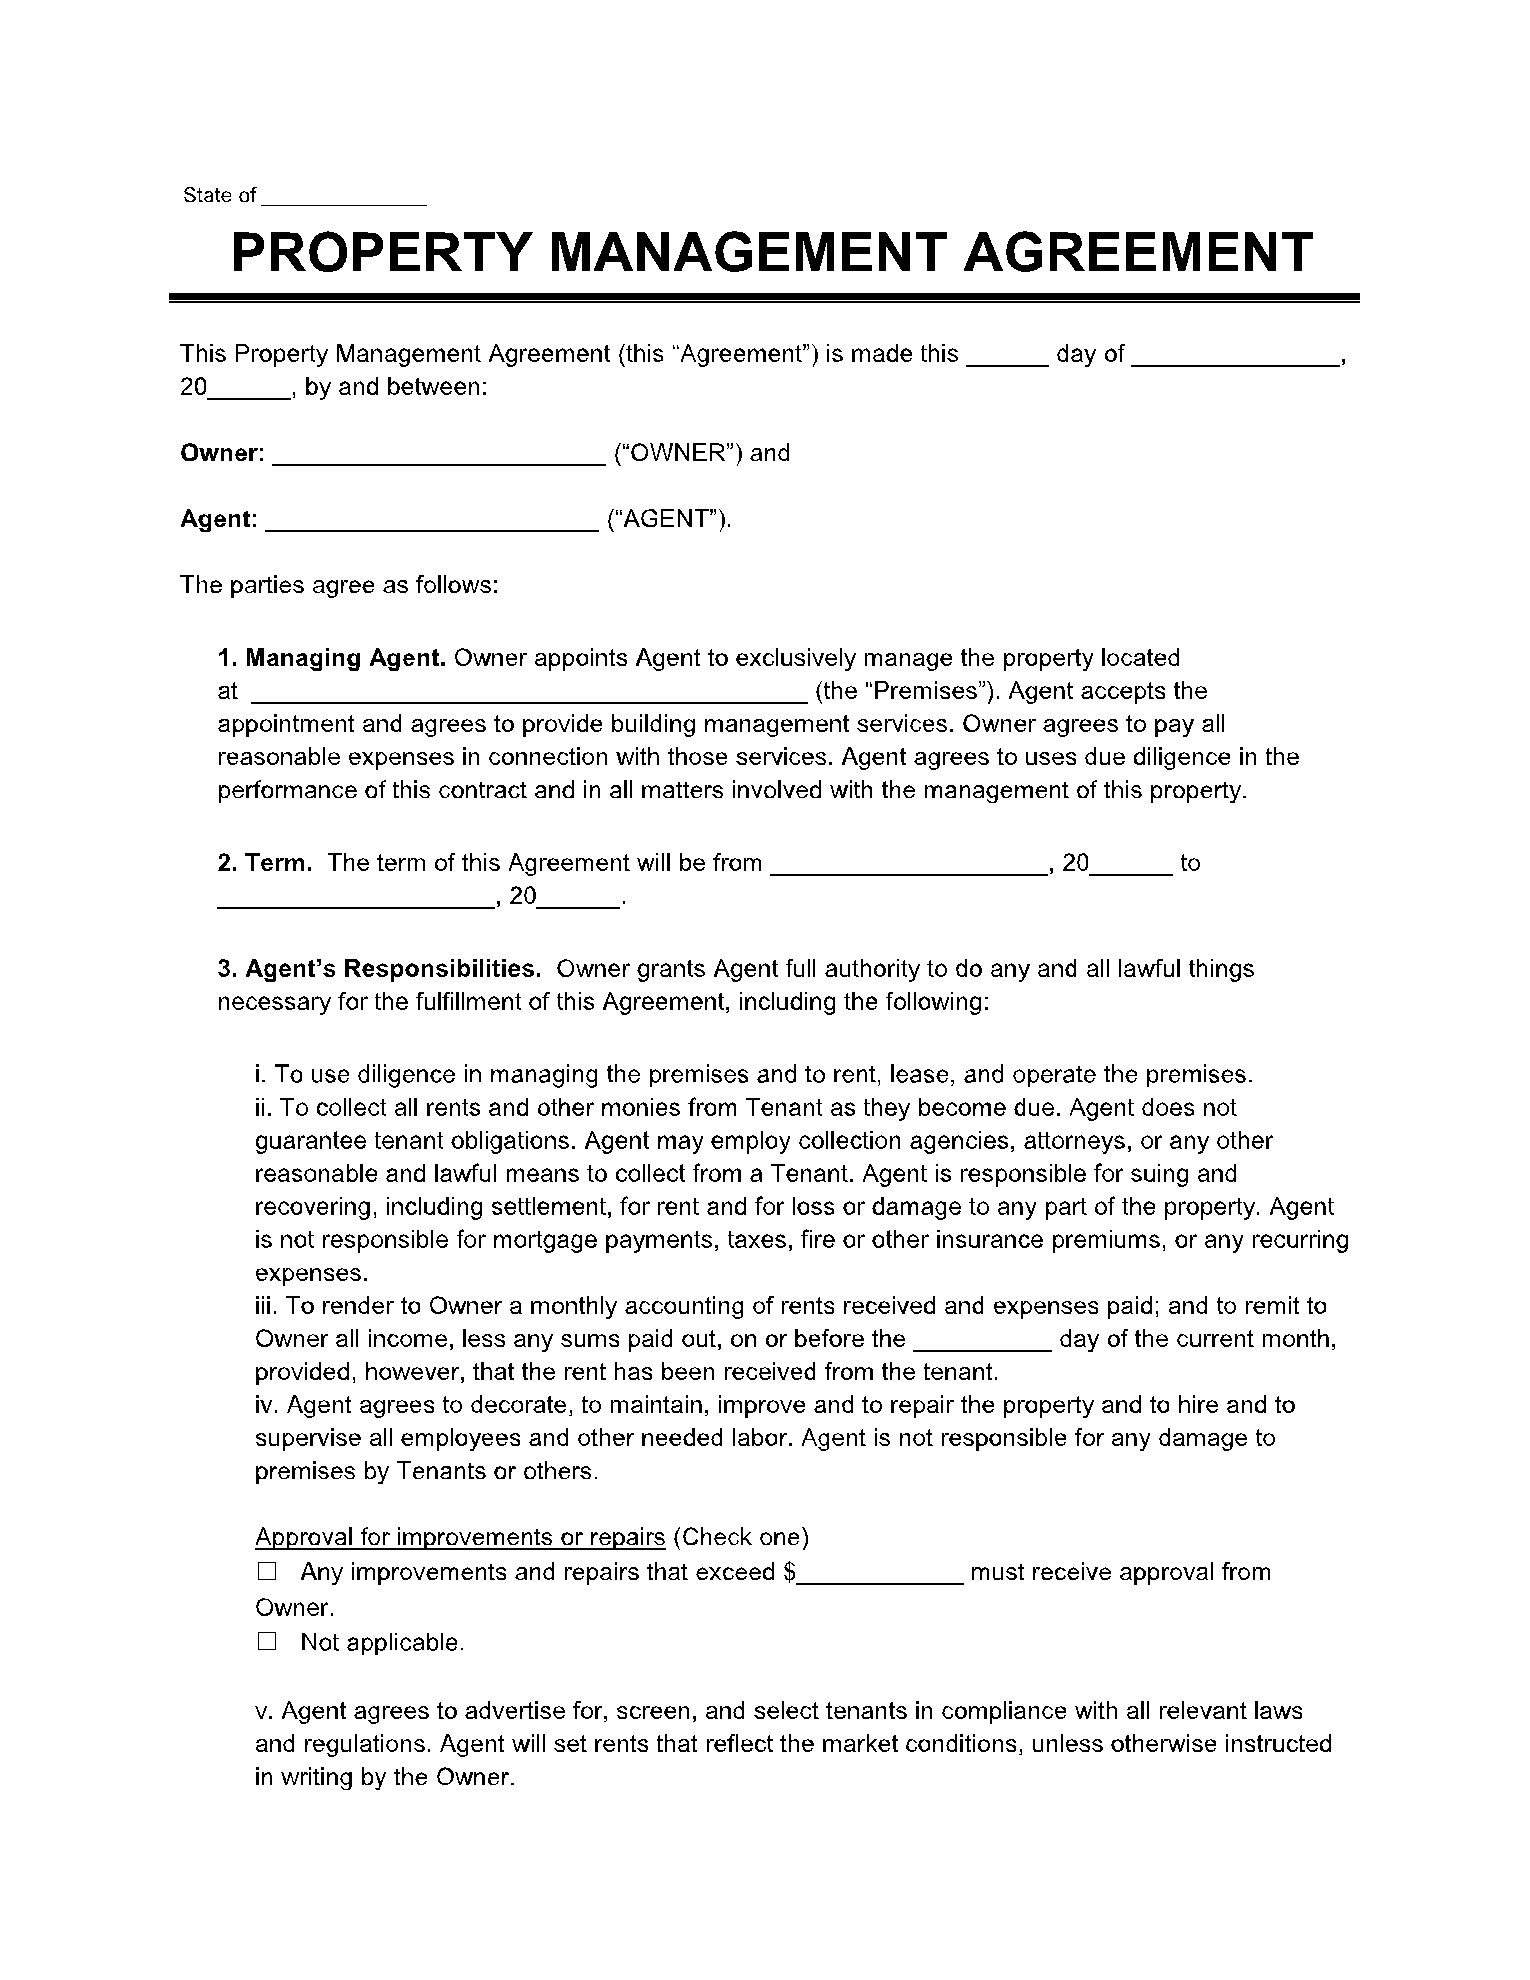 State of _______________
PROPERTY MANAGEMENT AGREEMENT
This Property Management Agreement (this “Agreement”) is made this ______ day of _______________,
20______, by and between:
Owner: ________________________ (“OWNER”) and
Agent: ________________________ (“AGENT”).
The parties agree as follows:
1. Managing Agent. Owner appoints Agent to exclusively manage the property located
at ________________________________________ (the “Premises”). Agent accepts the
appointment and agrees to provide building management services. Owner agrees to pay all
reasonable expenses in connection with those services. Agent agrees to uses due diligence in the
performance of this contract and in all matters involved with the management of this property.
2. Term. The term of this Agreement will be from ____________________, 20______ to
____________________, 20______.
3. Agent’s Responsibilities. Owner grants Agent full authority to do any and all lawful things
necessary for the fulfillment of this Agreement, including the following:
i. To use diligence in managing the premises and to rent, lease, and operate the premises.
ii. To collect all rents and other monies from Tenant as they become due. Agent does not
guarantee tenant obligations. Agent may employ collection agencies, attorneys, or any other
reasonable and lawful means to collect from a Tenant. Agent is responsible for suing and
recovering, including settlement, for rent and for loss or damage to any part of the property. Agent
is not responsible for mortgage payments, taxes, fire or other insurance premiums, or any recurring
expenses.
iii. To render to Owner a monthly accounting of rents received and expenses paid; and to remit to
Owner all income, less any sums paid out, on or before the __________ day of the current month,
provided, however, that the rent has been received from the tenant.
iv. Agent agrees to decorate, to maintain, improve and to repair the property and to hire and to
supervise all employees and other needed labor. Agent is not responsible for any damage to
premises by Tenants or others.
Approval for improvements or repairs (Check one)
☐ Any improvements and repairs that exceed $____________ must receive approval from
Owner.
☐ Not applicable.
v. Agent agrees to advertise for, screen, and select tenants in compliance with all relevant laws
and regulations. Agent will set rents that reflect the market conditions, unless otherwise instructed
in writing by the Owner.